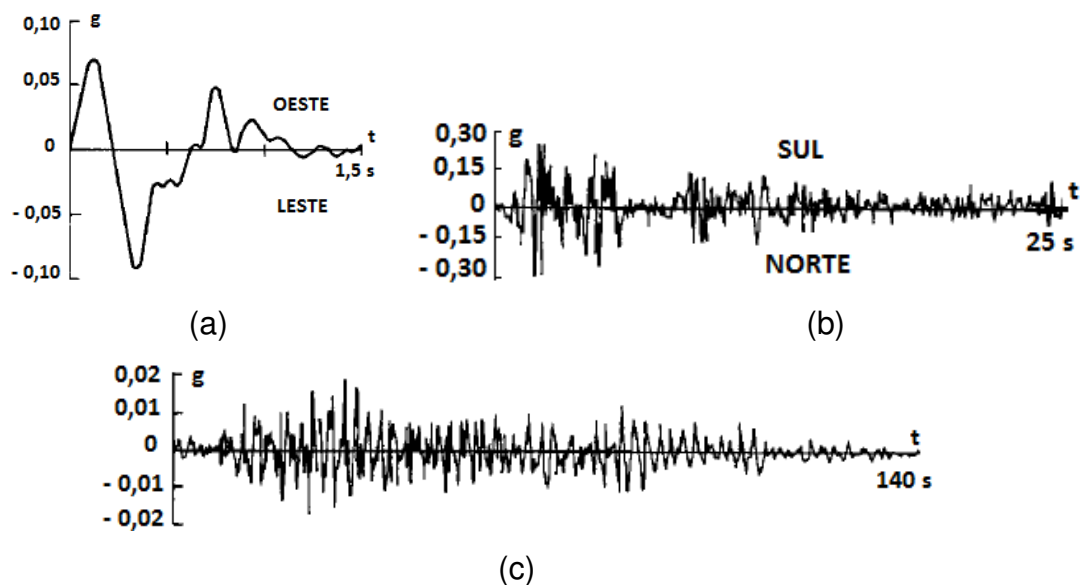 0,10
g
0,05
OESTE
0
t
1,5 s
LESTE
- 0,05
- 0,10
(a)
0,30
g
SUL
0,15
0
t
- 0,15
25 s
- 0,30
NORTE
(b)
0,02
g
0,01
0
t
- 0,01
140 s
- 0,02
(c)